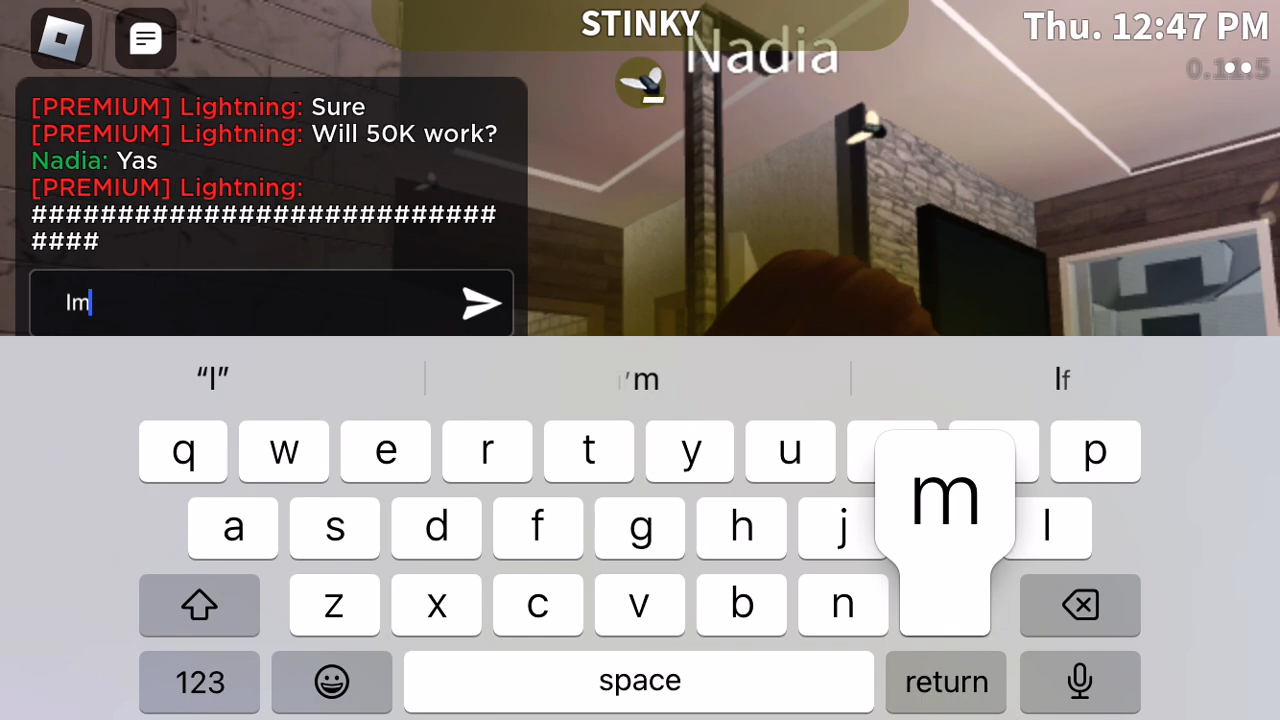 STINKY
Nadia
Thu. 12:47 PM
[PREMIUM] Lightning: Sure
[PREMIUM] Lightning: Will 50K work?
Nadia: Yas
[PREMIUM] Lightning:
###########################
####
Im
“I” i’m If
q w e r t y u p
m
a s d f g h j l
z x c v b n
123 space return